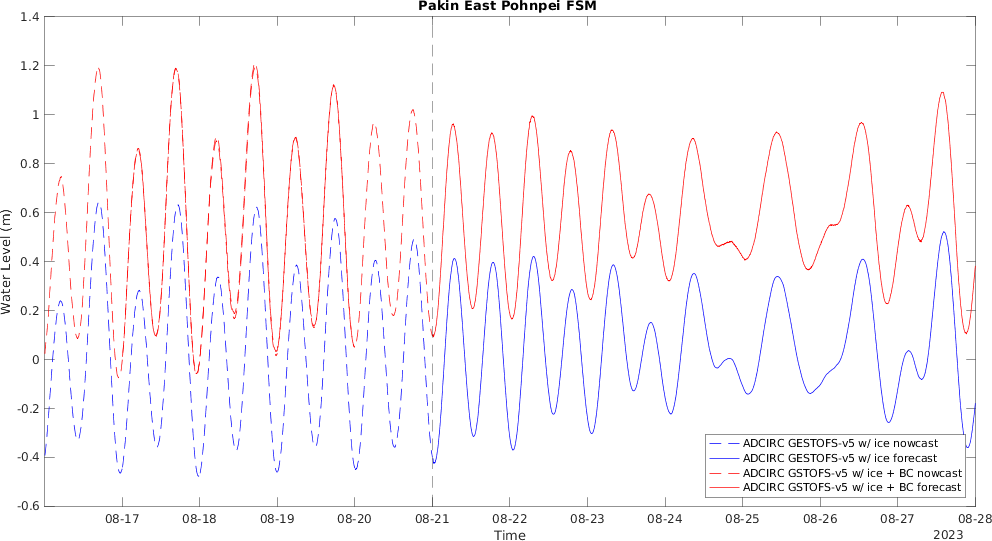 Pakin East Pohnpei FSM
1.4
1.2
1
0.8
0.6
0.4
0.2
0
-0.2
-0.4
-0.6
Water Level (m)
ADCIRC GESTOFS-v5 w/ ice nowcast
ADCIRC GESTOFS-v5 w/ ice forecast
ADCIRC GSTOFS-v5 w/ ice + BC nowcast
ADCIRC GSTOFS-v5 w/ ice + BC forecast
08-17 08-18 08-19 08-20 08-21 08-22 08-23 08-24 08-25 08-26 08-27 08-28
Time
2023